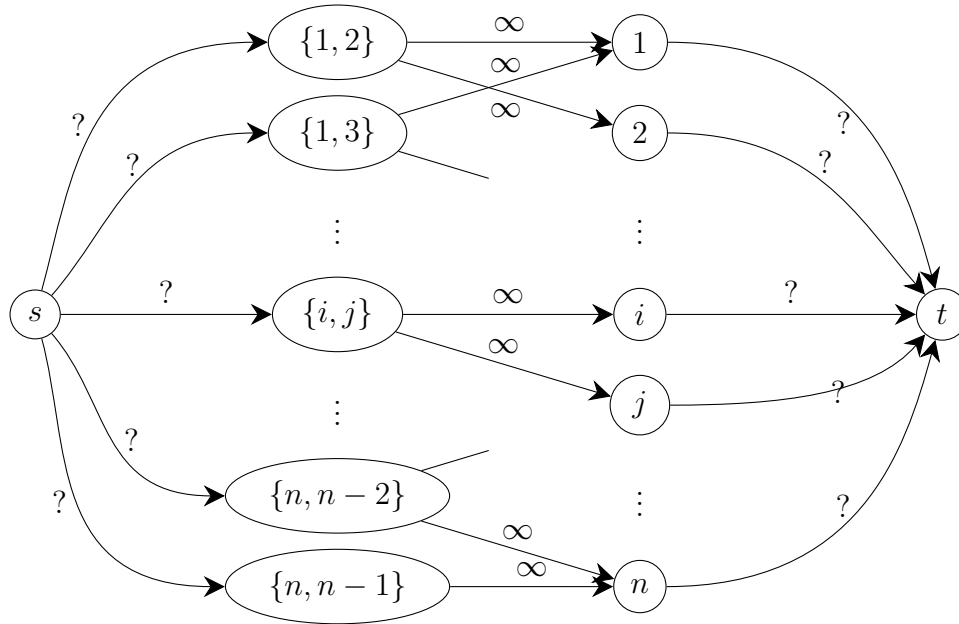 {1, 2} ∞ 1
∞
? ∞ ?
? {1, 3} 2 ?
⋮ ⋮
s ? {i, j} ∞ i ? t
∞
⋮ j ?
? {n, n − 2}
? ∞ ⋮ ?
{n, n − 1} ∞ n